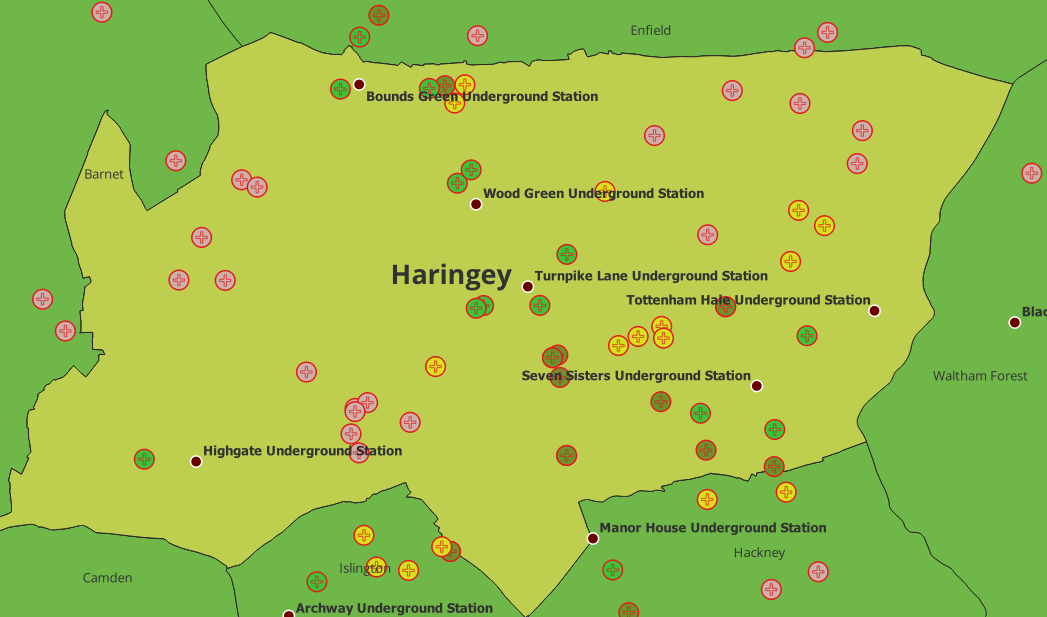 Enfield
Bounds Green Underground Station
Barnet
Wood Green Underground Station
Haringey
Turnpike Lane Underground Station
Tottenham Hale Underground Station
Blac
Seven Sisters Underground Station
Waltham Forest
Highgate Underground Station
Manor House Underground Station
Hackney
Islington
Camden
Archway Underground Station